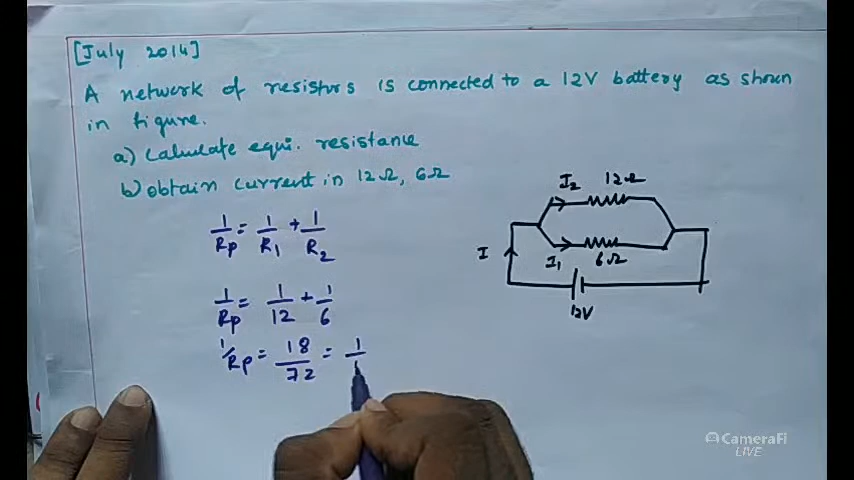 [July 2014]
A network of resistors is connected to a 12V battery as shown
in figure.
a) Calculate equi. resistance
b) obtain current in 12Ω, 6Ω
1/Rp = 1/R1 + 1/R2
1/Rp = 1/12 + 1/6
1/Rp = 18/72 = 1/
I2 12Ω
I
I1 6Ω
12V
CameraFi
LIVE